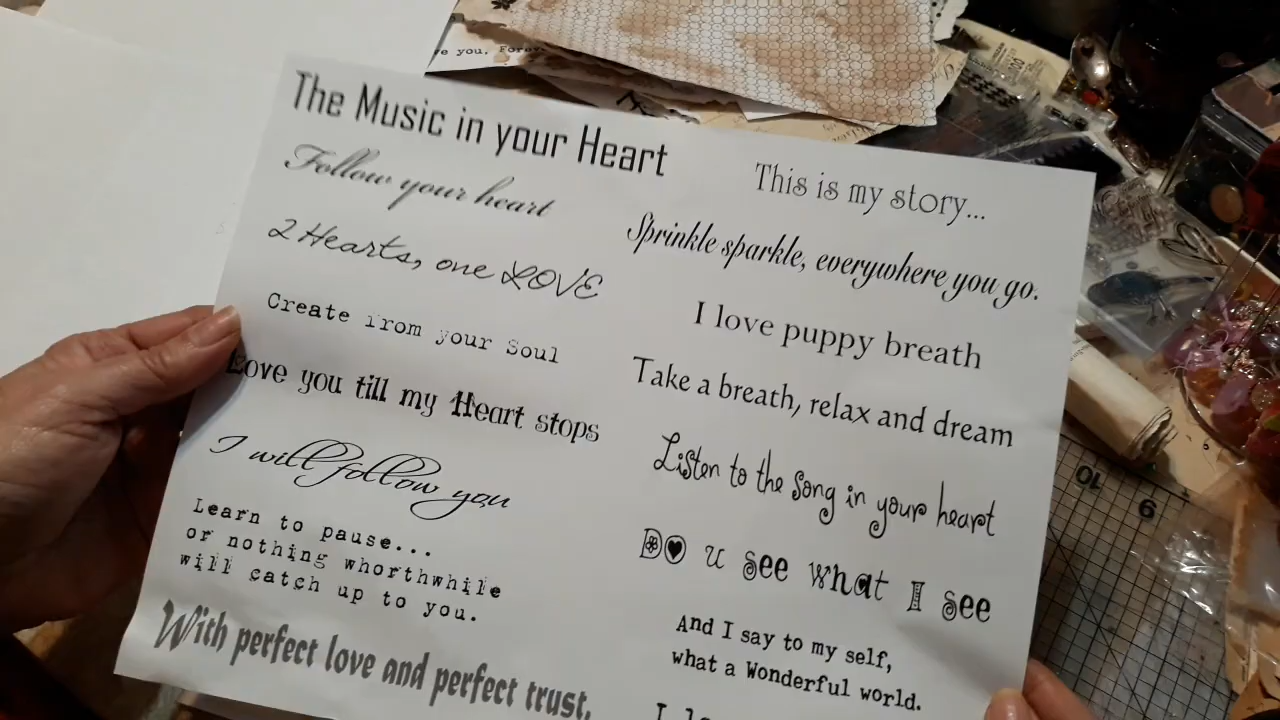 e you. Forev
The Music in your Heart
Follow your heart
2 Hearts, one LOVE
Create from your Soul
Love you till my Heart stops
I will follow you
Learn to pause...
or nothing whorthwhile
will catch up to you.
With perfect love and perfect trust,
This is my story...
Sprinkle sparkle, everywhere you go.
I love puppy breath
Take a breath, relax and dream
Listen to the song in your heart
Do u see what I see
And I say to my self,
what a Wonderful world.
10
9